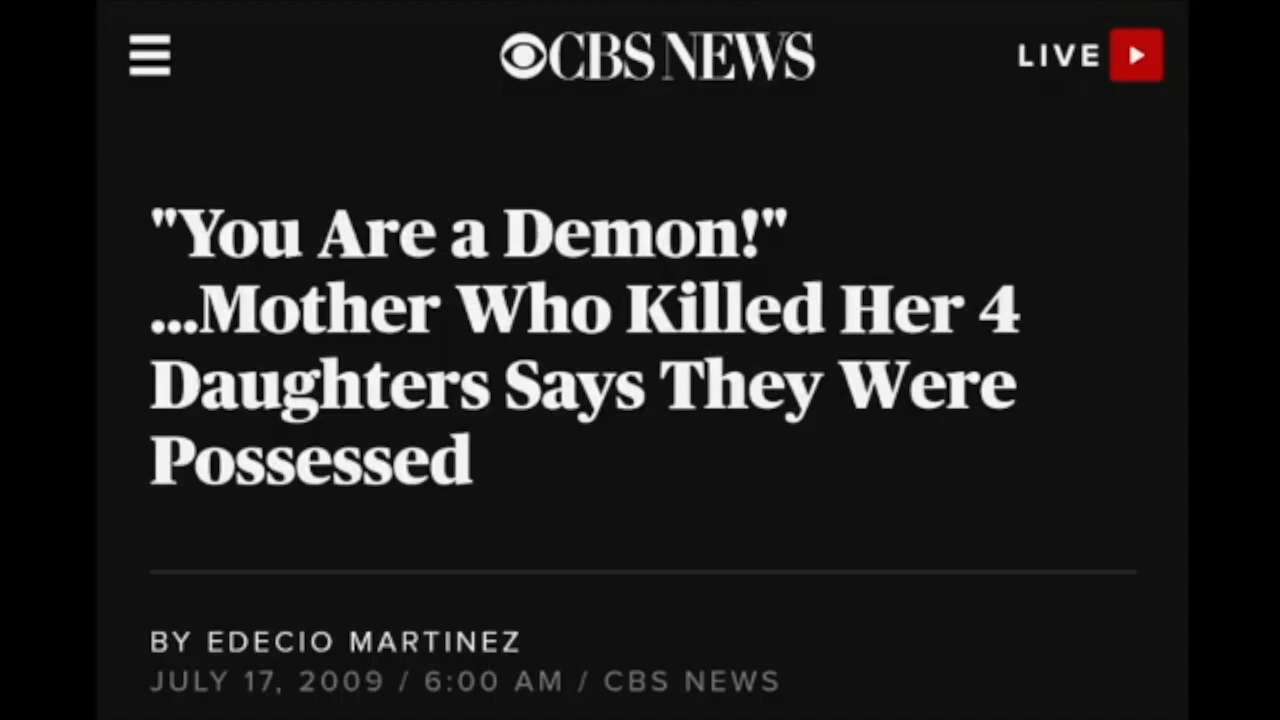 CBS NEWS
LIVE
"You Are a Demon!"
...Mother Who Killed Her 4
Daughters Says They Were
Possessed
BY EDECIO MARTINEZ
JULY 17, 2009 / 6:00 AM / CBS NEWS